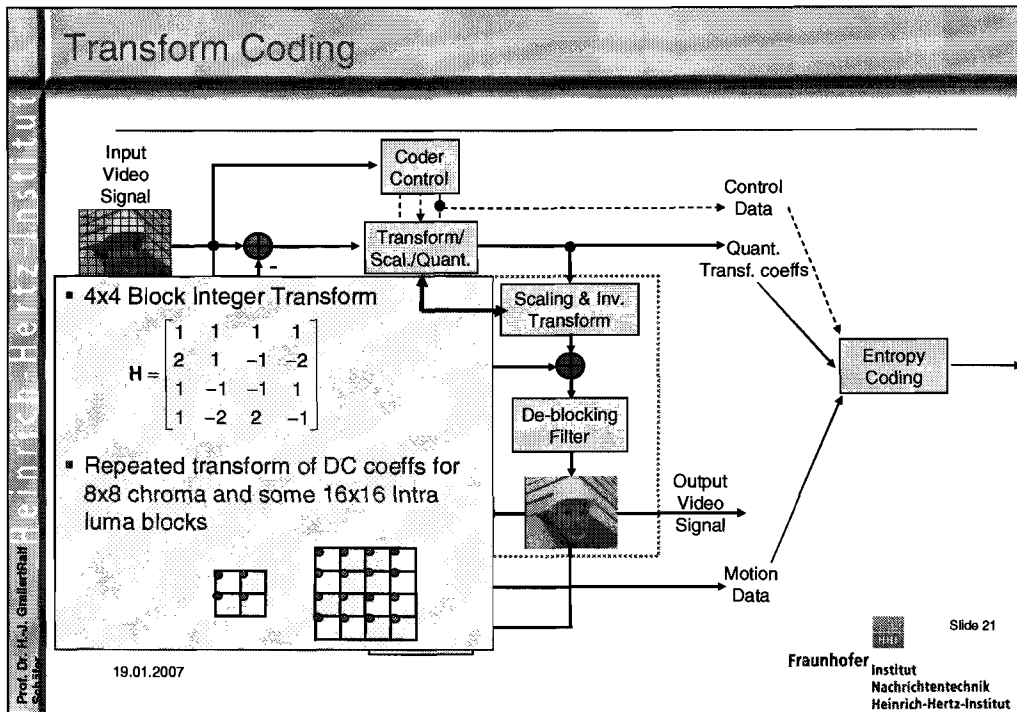 Transform Coding
Heinrich-Hertz-Institut
Input
Video
Signal
Coder
Control
Control
Data
Transform/
Scal./Quant.
Quant.
Transf. coeffs
-
▪ 4x4 Block Integer Transform
H = [1 1 1 1
2 1 -1 -2
1 -1 -1 1
1 -2 2 -1]
▪ Repeated transform of DC coeffs for
8x8 chroma and some 16x16 Intra
luma blocks
Scaling & Inv.
Transform
Entropy
Coding
De-blocking
Filter
Output
Video
Signal
Motion
Data
Prof. Dr. H.-J. GrallertRalf
Schäfer
19.01.2007
Slide 21
Fraunhofer Institut
Nachrichtentechnik
Heinrich-Hertz-Institut